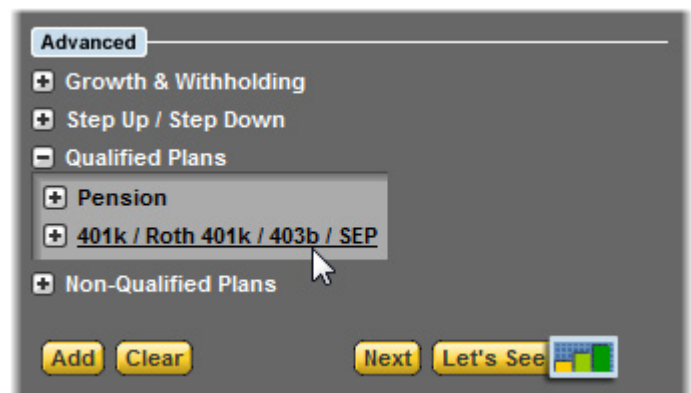 Advanced
Growth & Withholding
Step Up / Step Down
Qualified Plans
Pension
401k / Roth 401k / 403b / SEP
Non-Qualified Plans
Add Clear Next Let's See